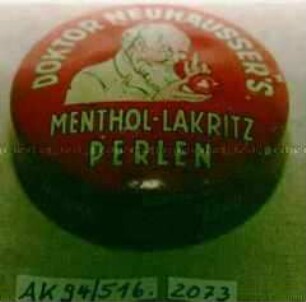 DOKTOR NEUHAUSSER'S
MENTHOL-LAKRITZ
PERLEN
AK 94/516. 2073